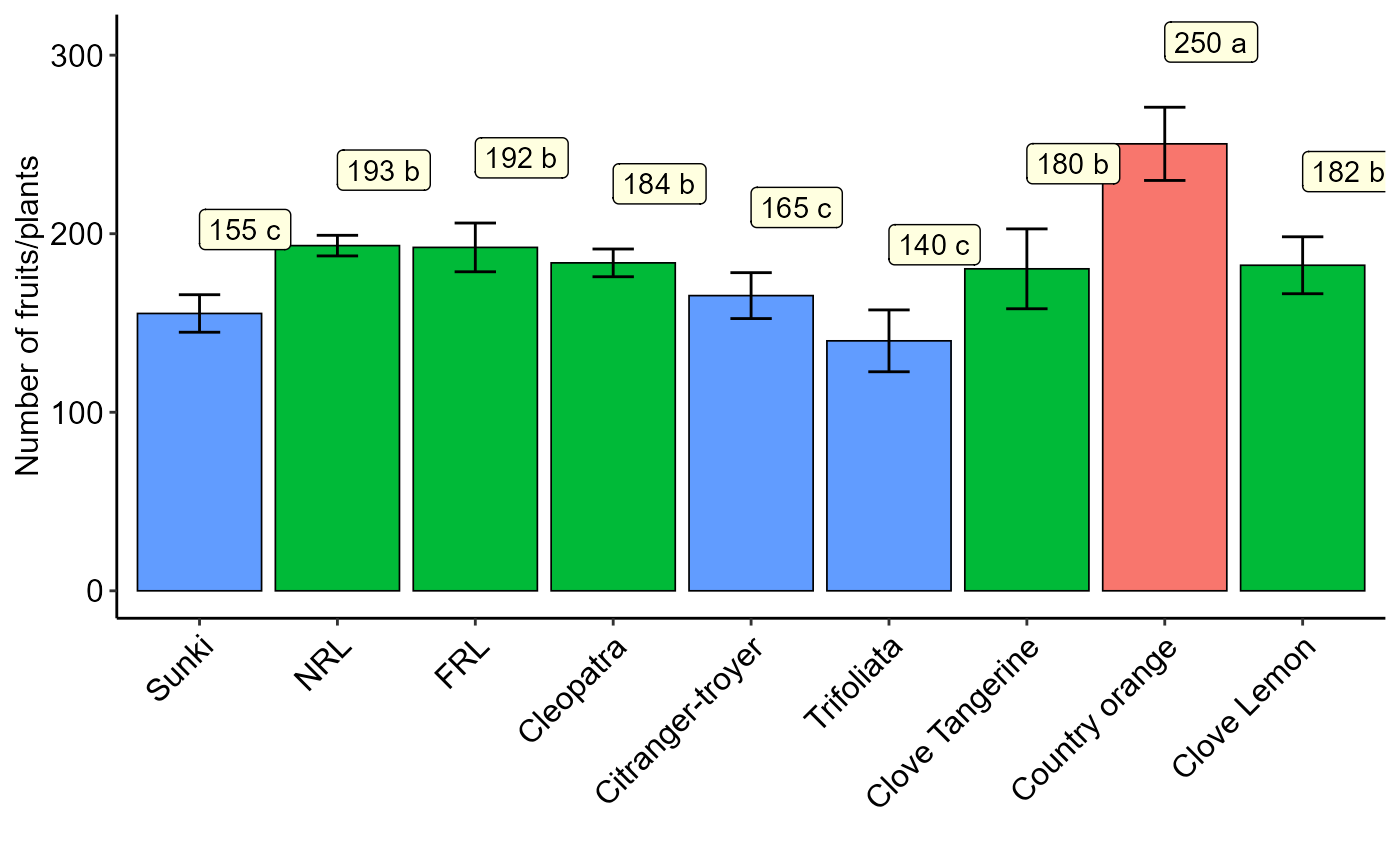 Number of fruits/plants
300
200
100
0
155 c
193 b
192 b
184 b
165 c
140 c
180 b
250 a
182 b
Sunki
NRL
FRL
Cleopatra
Citranger-troyer
Trifoliata
Clove Tangerine
Country orange
Clove Lemon